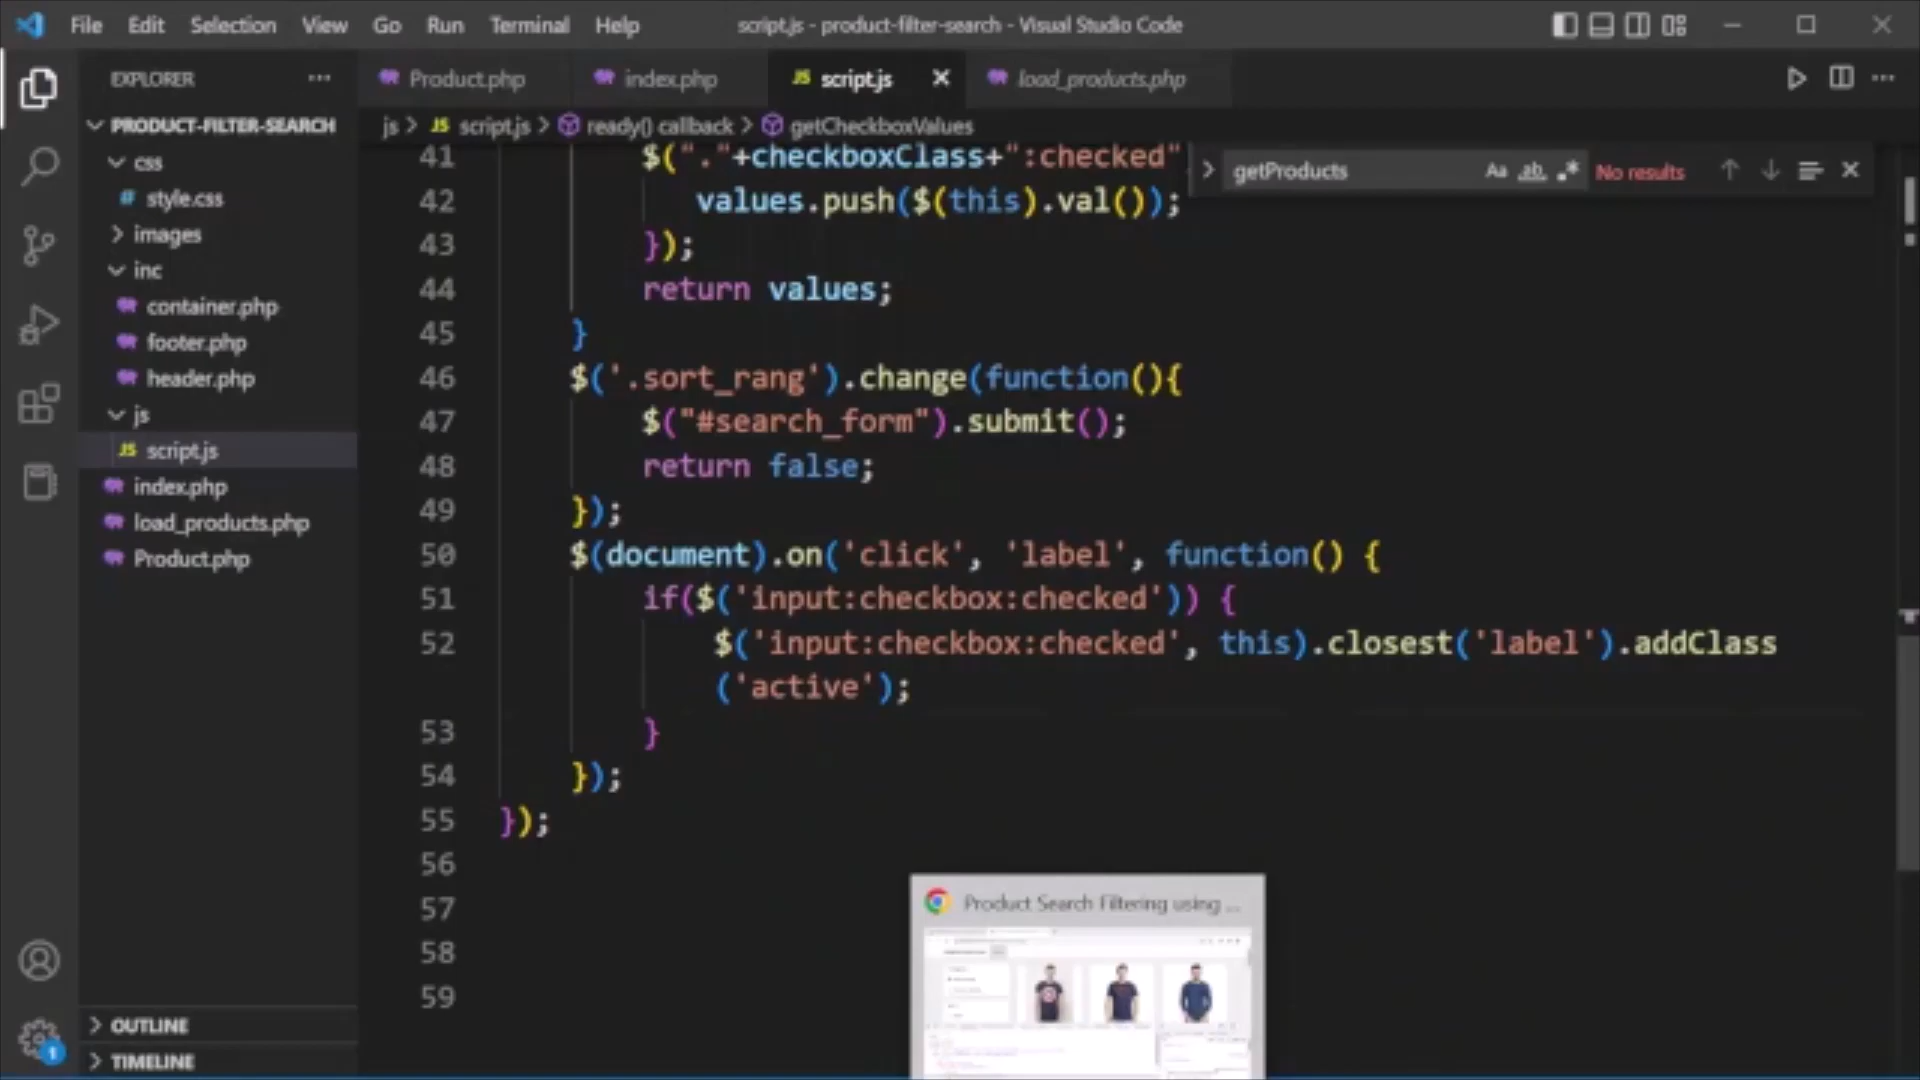 File Edit Selection View Go Run Terminal Help
script.js - product-filter-search - Visual Studio Code
EXPLORER
Product.php
index.php
JS script.js
load_products.php
PRODUCT-FILTER-SEARCH
js > JS script.js > ready() callback > getCheckboxValues
css
# style.css
images
inc
container.php
footer.php
header.php
js
JS script.js
index.php
load_products.php
Product.php
OUTLINE
TIMELINE
1
getProducts
Aa ab .* No results
41 $("."+checkboxClass+":checked"
42 values.push($(this).val());
43 });
44 return values;
45 }
46 $('.sort_rang').change(function(){
47 $("#search_form").submit();
48 return false;
49 });
50 $(document).on('click', 'label', function() {
51 if($('input:checkbox:checked')) {
52 $('input:checkbox:checked', this).closest('label').addClass
('active');
53 }
54 });
55 });
56
57
58
59
Product Search Filtering using ...